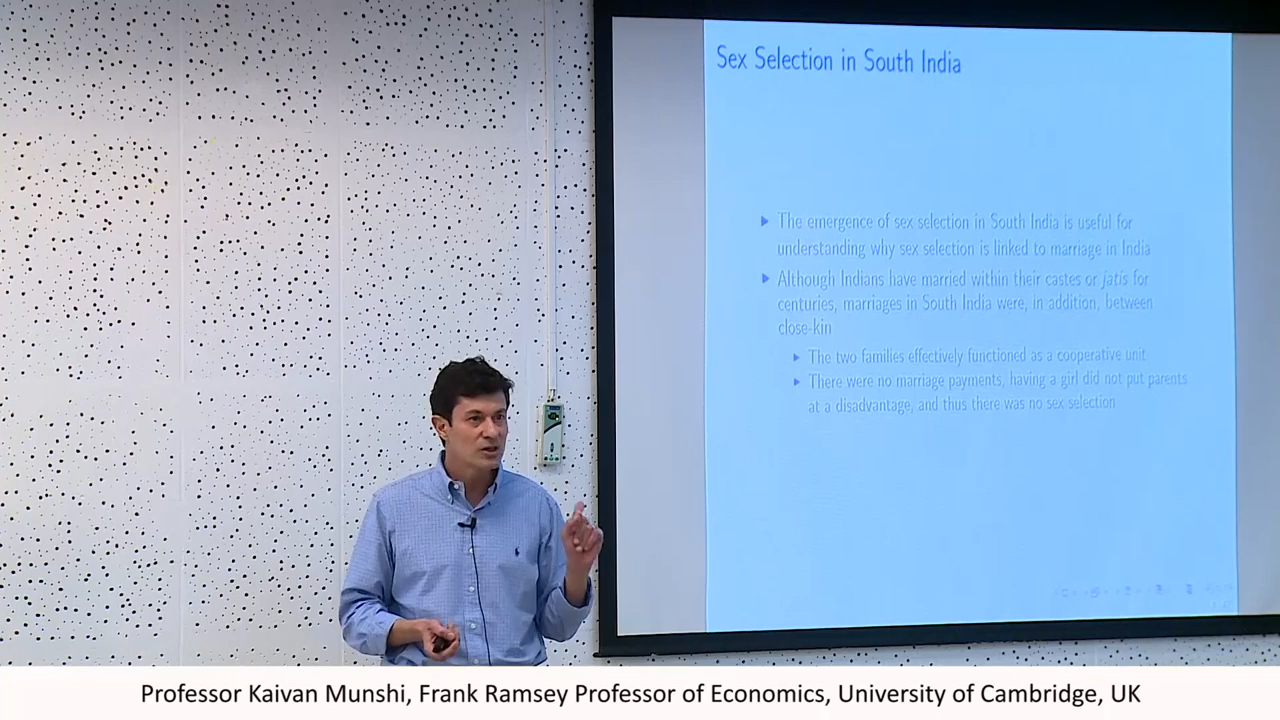 Sex Selection in South India
The emergence of sex selection in South India is useful for
understanding why sex selection is linked to marriage in India
Although Indians have married within their castes or jatis for
centuries, marriages in South India were, in addition, between
close-kin
The two families effectively functioned as a cooperative unit
There were no marriage payments, having a girl did not put parents
at a disadvantage, and thus there was no sex selection
Professor Kaivan Munshi, Frank Ramsey Professor of Economics, University of Cambridge, UK